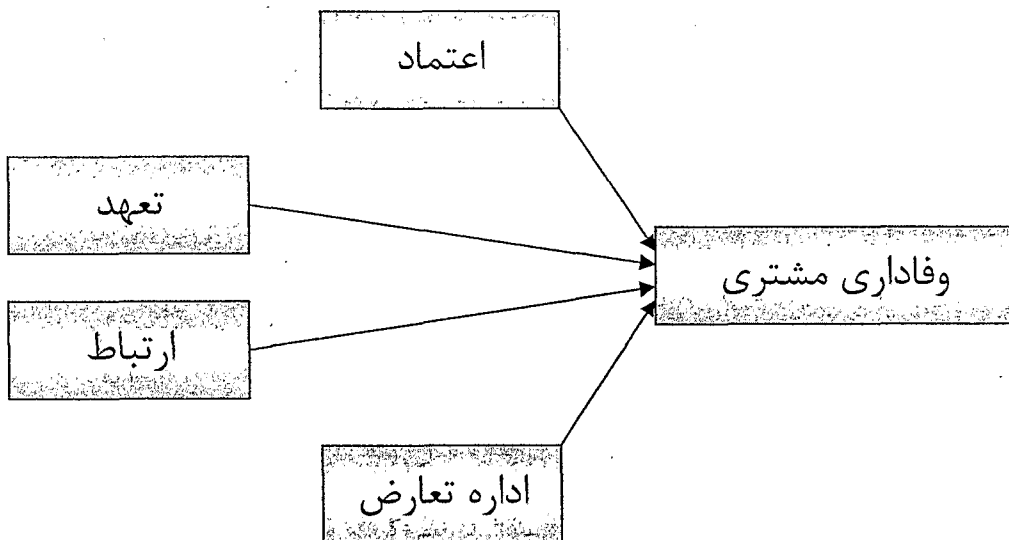 اعتماد
تعهد
وفاداری مشتری
ارتباط
اداره تعارض